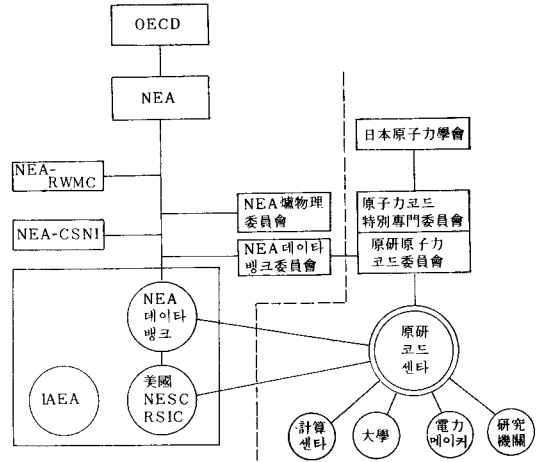 OECD
NEA
日本原子力學會
NEA-
RWMC
NEA爐物理
委員會
原子力코드
特別專門委員會
NEA-CSNI
NEA데이타
뱅크委員會
原研原子力
코드委員會
NEA
데이타
뱅크
原研
코드
센타
IAEA
美國
NESC
RSIC
計算
센타
大學
電力
메이커
研究
機關